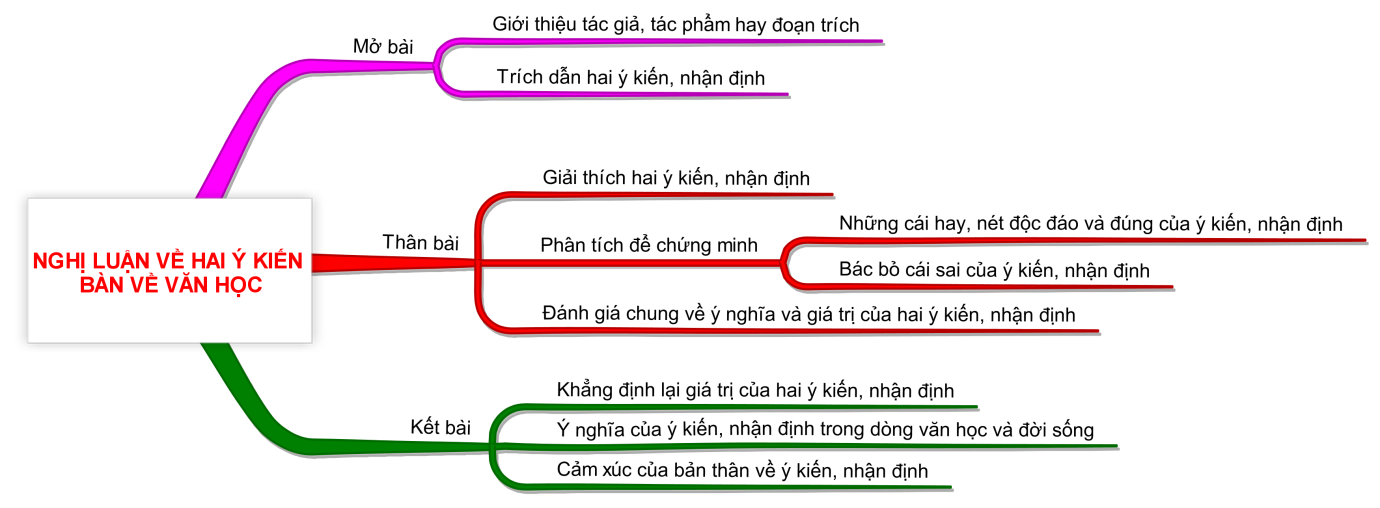 Giới thiệu tác giả, tác phẩm hay đoạn trích
Mở bài
Trích dẫn hai ý kiến, nhận định
Giải thích hai ý kiến, nhận định
Những cái hay, nét độc đáo và đúng của ý kiến, nhận định
Thân bài
Phân tích để chứng minh
NGHỊ LUẬN VỀ HAI Ý KIẾN
BÀN VỀ VĂN HỌC
Bác bỏ cái sai của ý kiến, nhận định
Đánh giá chung về ý nghĩa và giá trị của hai ý kiến, nhận định
Khẳng định lại giá trị của hai ý kiến, nhận định
Kết bài
Ý nghĩa của ý kiến, nhận định trong dòng văn học và đời sống
Cảm xúc của bản thân về ý kiến, nhận định